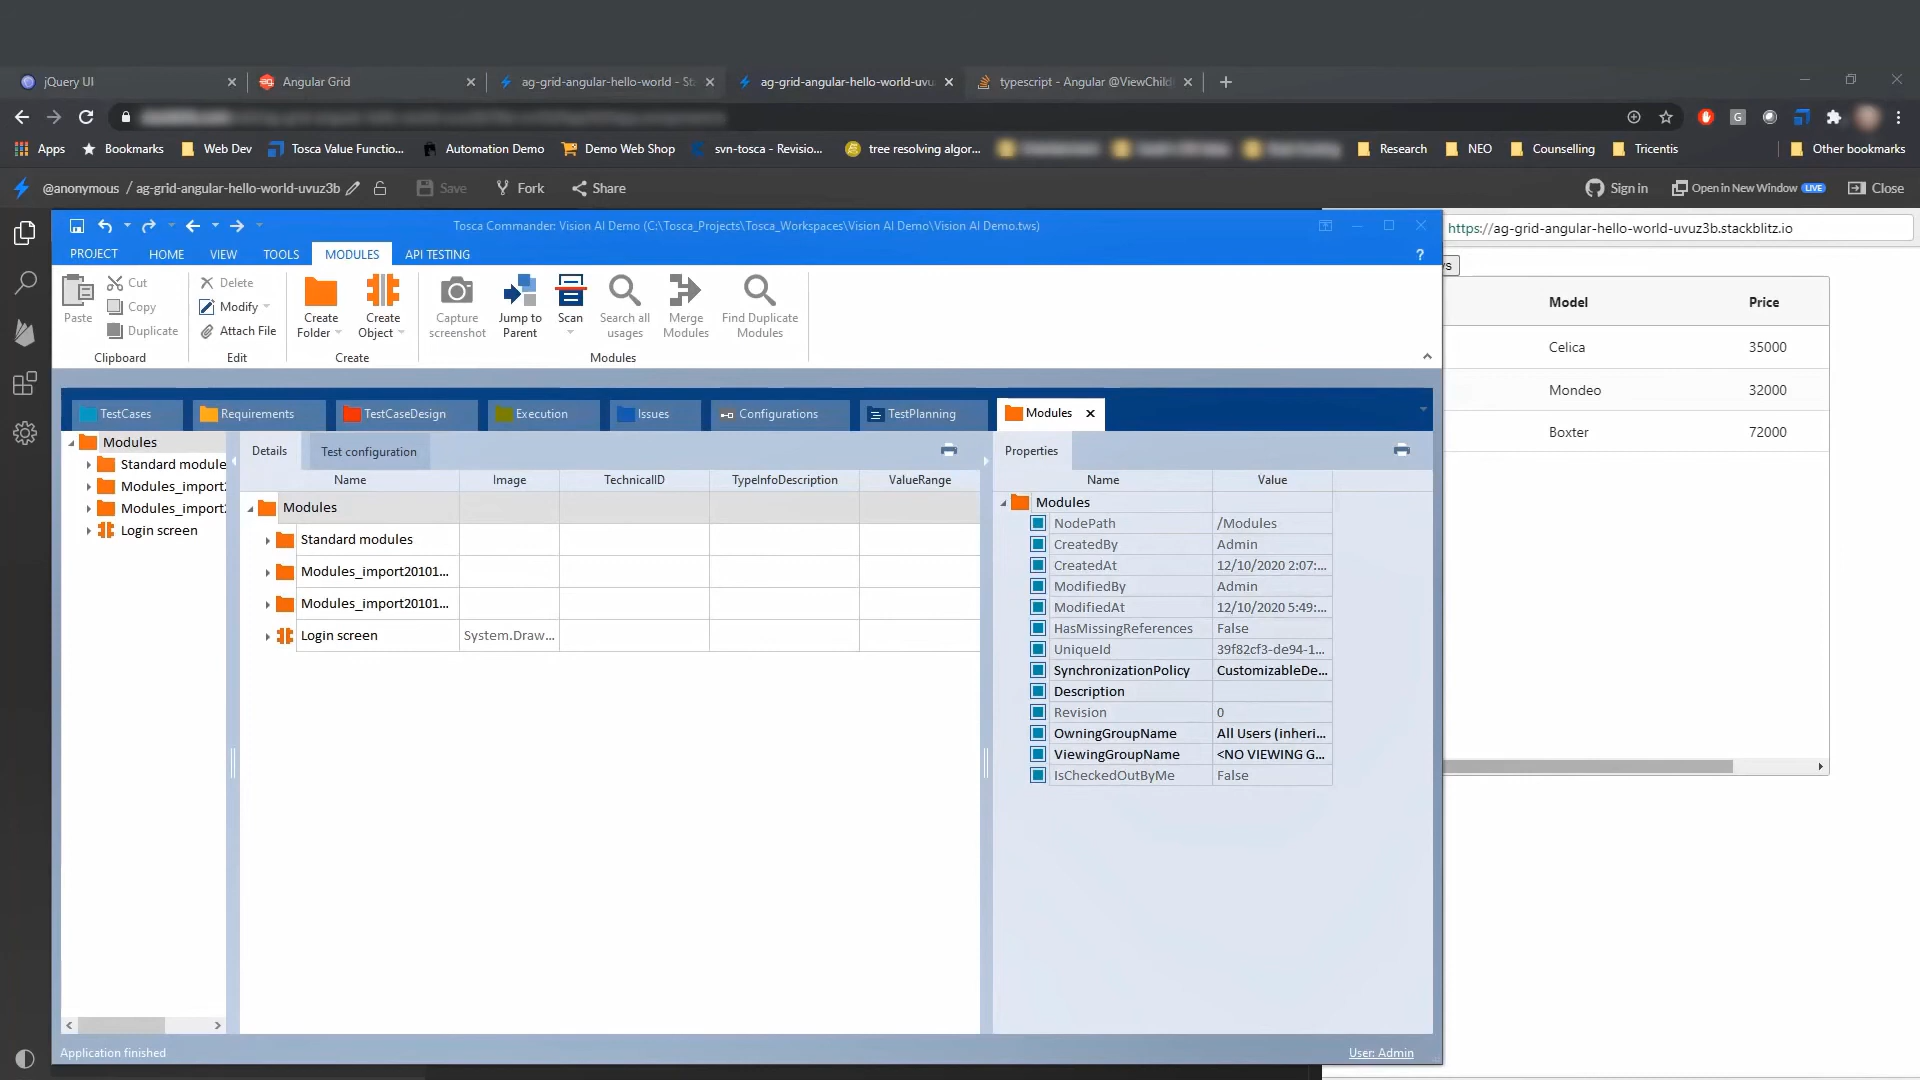 jQuery UI
Angular Grid
ag-grid-angular-hello-world - St
ag-grid-angular-hello-world-uvu
typescript - Angular @ViewChild
Apps
Bookmarks
Web Dev
Tosca Value Functio...
Automation Demo
Demo Web Shop
svn-tosca - Revisio...
tree resolving algor...
Research
NEO
Counselling
Tricentis
Other bookmarks
@anonymous / ag-grid-angular-hello-world-uvuz3b
Save
Fork
Share
Sign in
Open in New Window LIVE
Close
Tosca Commander: Vision AI Demo (C:\Tosca_Projects\Tosca_Workspaces\Vision AI Demo\Vision AI Demo.tws)
https://ag-grid-angular-hello-world-uvuz3b.stackblitz.io
PROJECT
HOME
VIEW
TOOLS
MODULES
API TESTING
?
Paste
Cut
Copy
Duplicate
Clipboard
Delete
Modify
Attach File
Edit
Create Folder
Create Object
Create
Capture screenshot
Jump to Parent
Scan
Search all usages
Merge Modules
Find Duplicate Modules
Modules
Model
Price
Celica
35000
Mondeo
32000
Boxter
72000
TestCases
Requirements
TestCaseDesign
Execution
Issues
Configurations
TestPlanning
Modules
Modules
Standard module
Modules_import
Modules_import
Login screen
Details
Test configuration
Name
Image
TechnicalID
TypeInfoDescription
ValueRange
Modules
Standard modules
Modules_import20101...
Modules_import20101...
Login screen
System.Draw...
Properties
Name
Value
Modules
NodePath
/Modules
CreatedBy
Admin
CreatedAt
12/10/2020 2:07:...
ModifiedBy
Admin
ModifiedAt
12/10/2020 5:49:...
HasMissingReferences
False
UniqueId
39f82cf3-de94-1...
SynchronizationPolicy
CustomizableDe...
Description
Revision
0
OwningGroupName
All Users (inheri...
ViewingGroupName
<NO VIEWING G...
IsCheckedOutByMe
False
Application finished
User: Admin